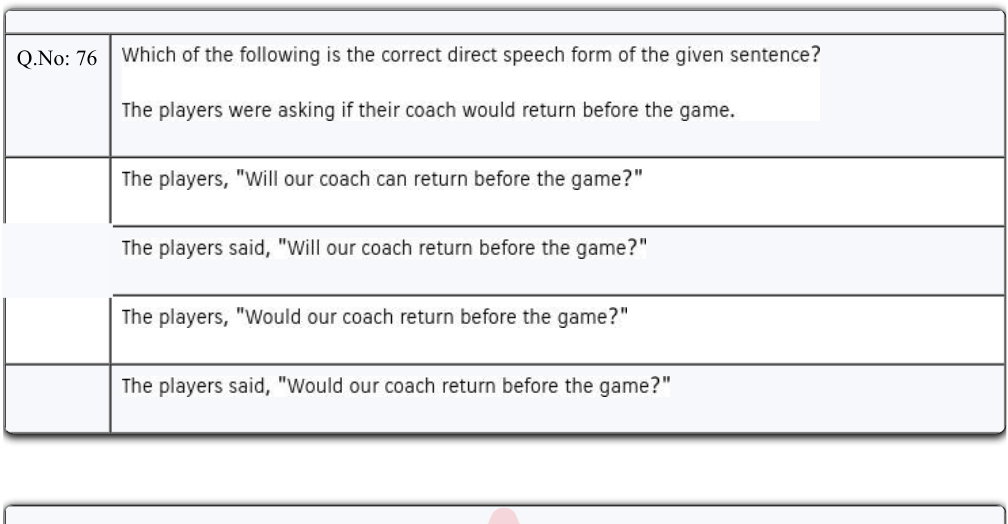 Q.No: 76
Which of the following is the correct direct speech form of the given sentence?
The players were asking if their coach would return before the game.
The players, "Will our coach can return before the game?"
The players said, "Will our coach return before the game?"
The players, "Would our coach return before the game?"
The players said, "Would our coach return before the game?"